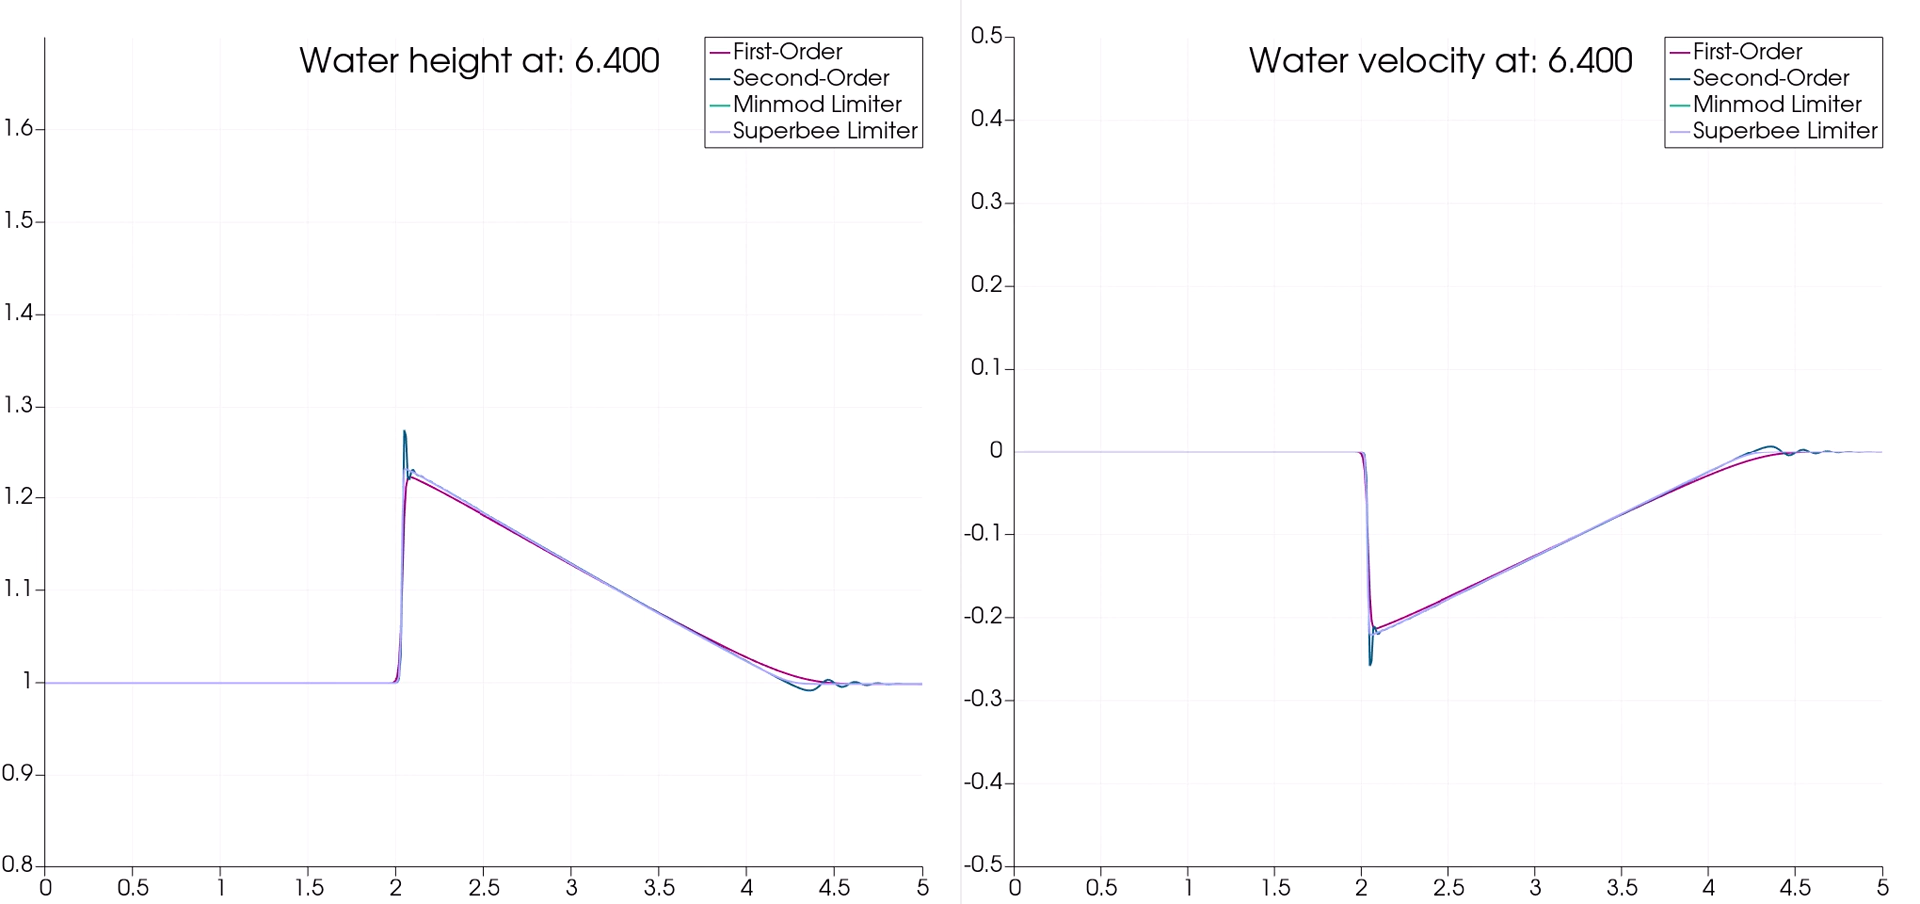 Water height at: 6.400
First-Order
Second-Order
Minmod Limiter
Superbee Limiter
1.6
1.5
1.4
1.3
1.2
1.1
1
0.9
0.8
0 0.5 1 1.5 2 2.5 3 3.5 4 4.5 5
Water velocity at: 6.400
First-Order
Second-Order
Minmod Limiter
Superbee Limiter
0.5
0.4
0.3
0.2
0.1
0
-0.1
-0.2
-0.3
-0.4
-0.5
0 0.5 1 1.5 2 2.5 3 3.5 4 4.5 5